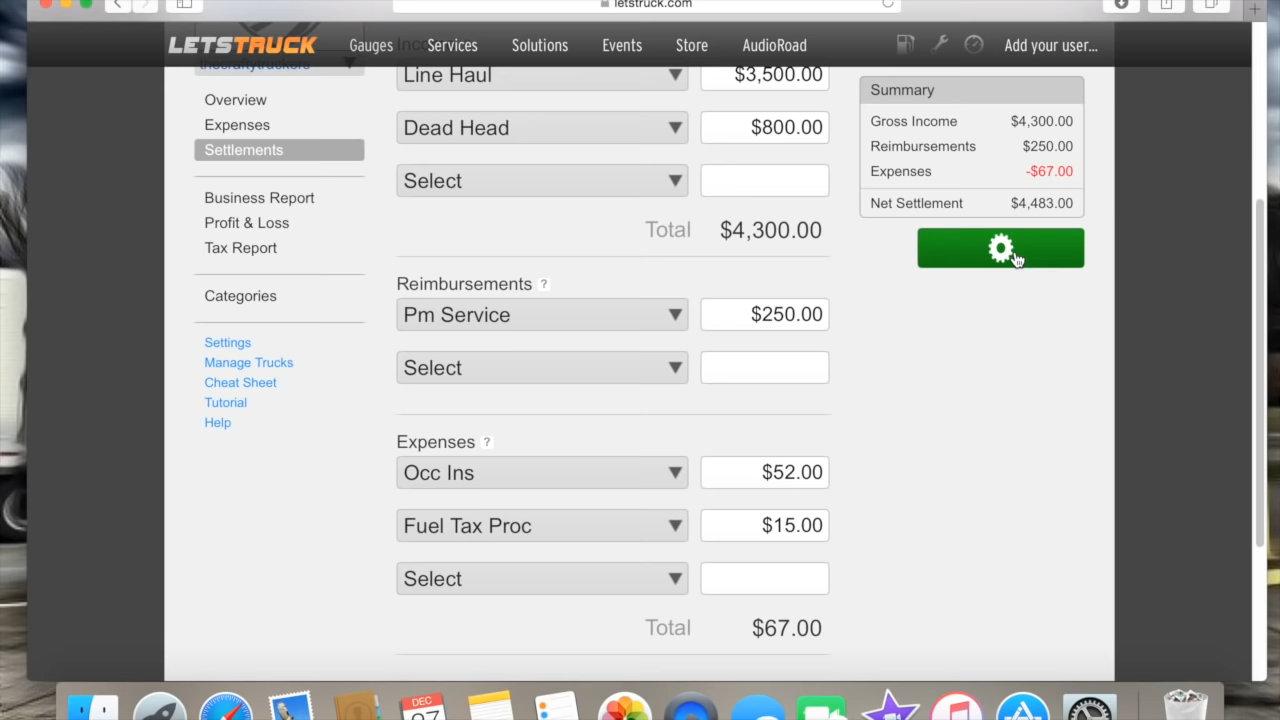 letstruck.com
LETSTRUCK Gauges Services Solutions Events Store AudioRoad Add your user...
Overview
Expenses
Settlements
Business Report
Profit & Loss
Tax Report
Categories
Settings
Manage Trucks
Cheat Sheet
Tutorial
Help
Line Haul $3,500.00
Dead Head $800.00
Select
Total $4,300.00
Reimbursements ?
Pm Service $250.00
Select
Expenses ?
Occ Ins $52.00
Fuel Tax Proc $15.00
Select
Total $67.00
Summary
Gross Income $4,300.00
Reimbursements $250.00
Expenses -$67.00
Net Settlement $4,483.00
DEC